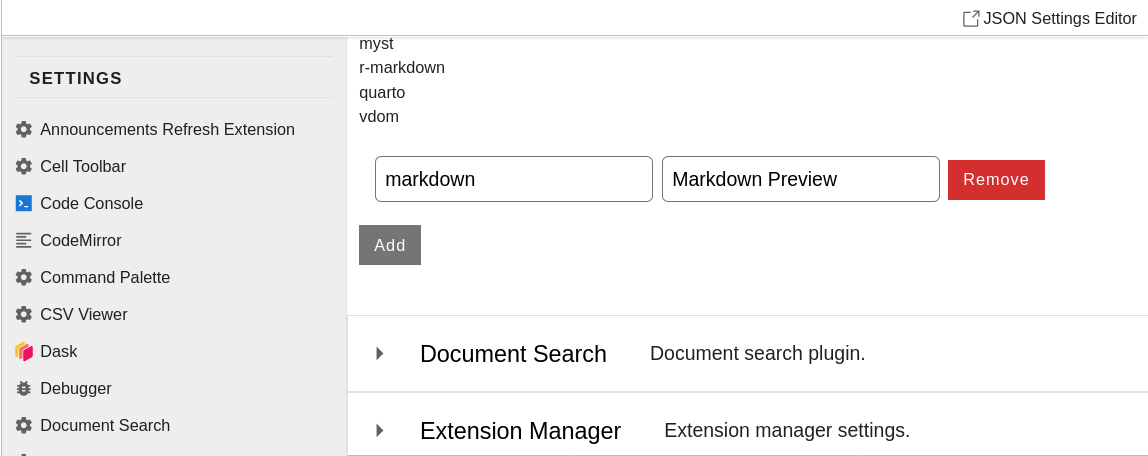 JSON Settings Editor
SETTINGS
Announcements Refresh Extension
Cell Toolbar
Code Console
CodeMirror
Command Palette
CSV Viewer
Dask
Debugger
Document Search
myst
r-markdown
quarto
vdom
markdown Markdown Preview Remove
Add
Document Search Document search plugin.
Extension Manager Extension manager settings.